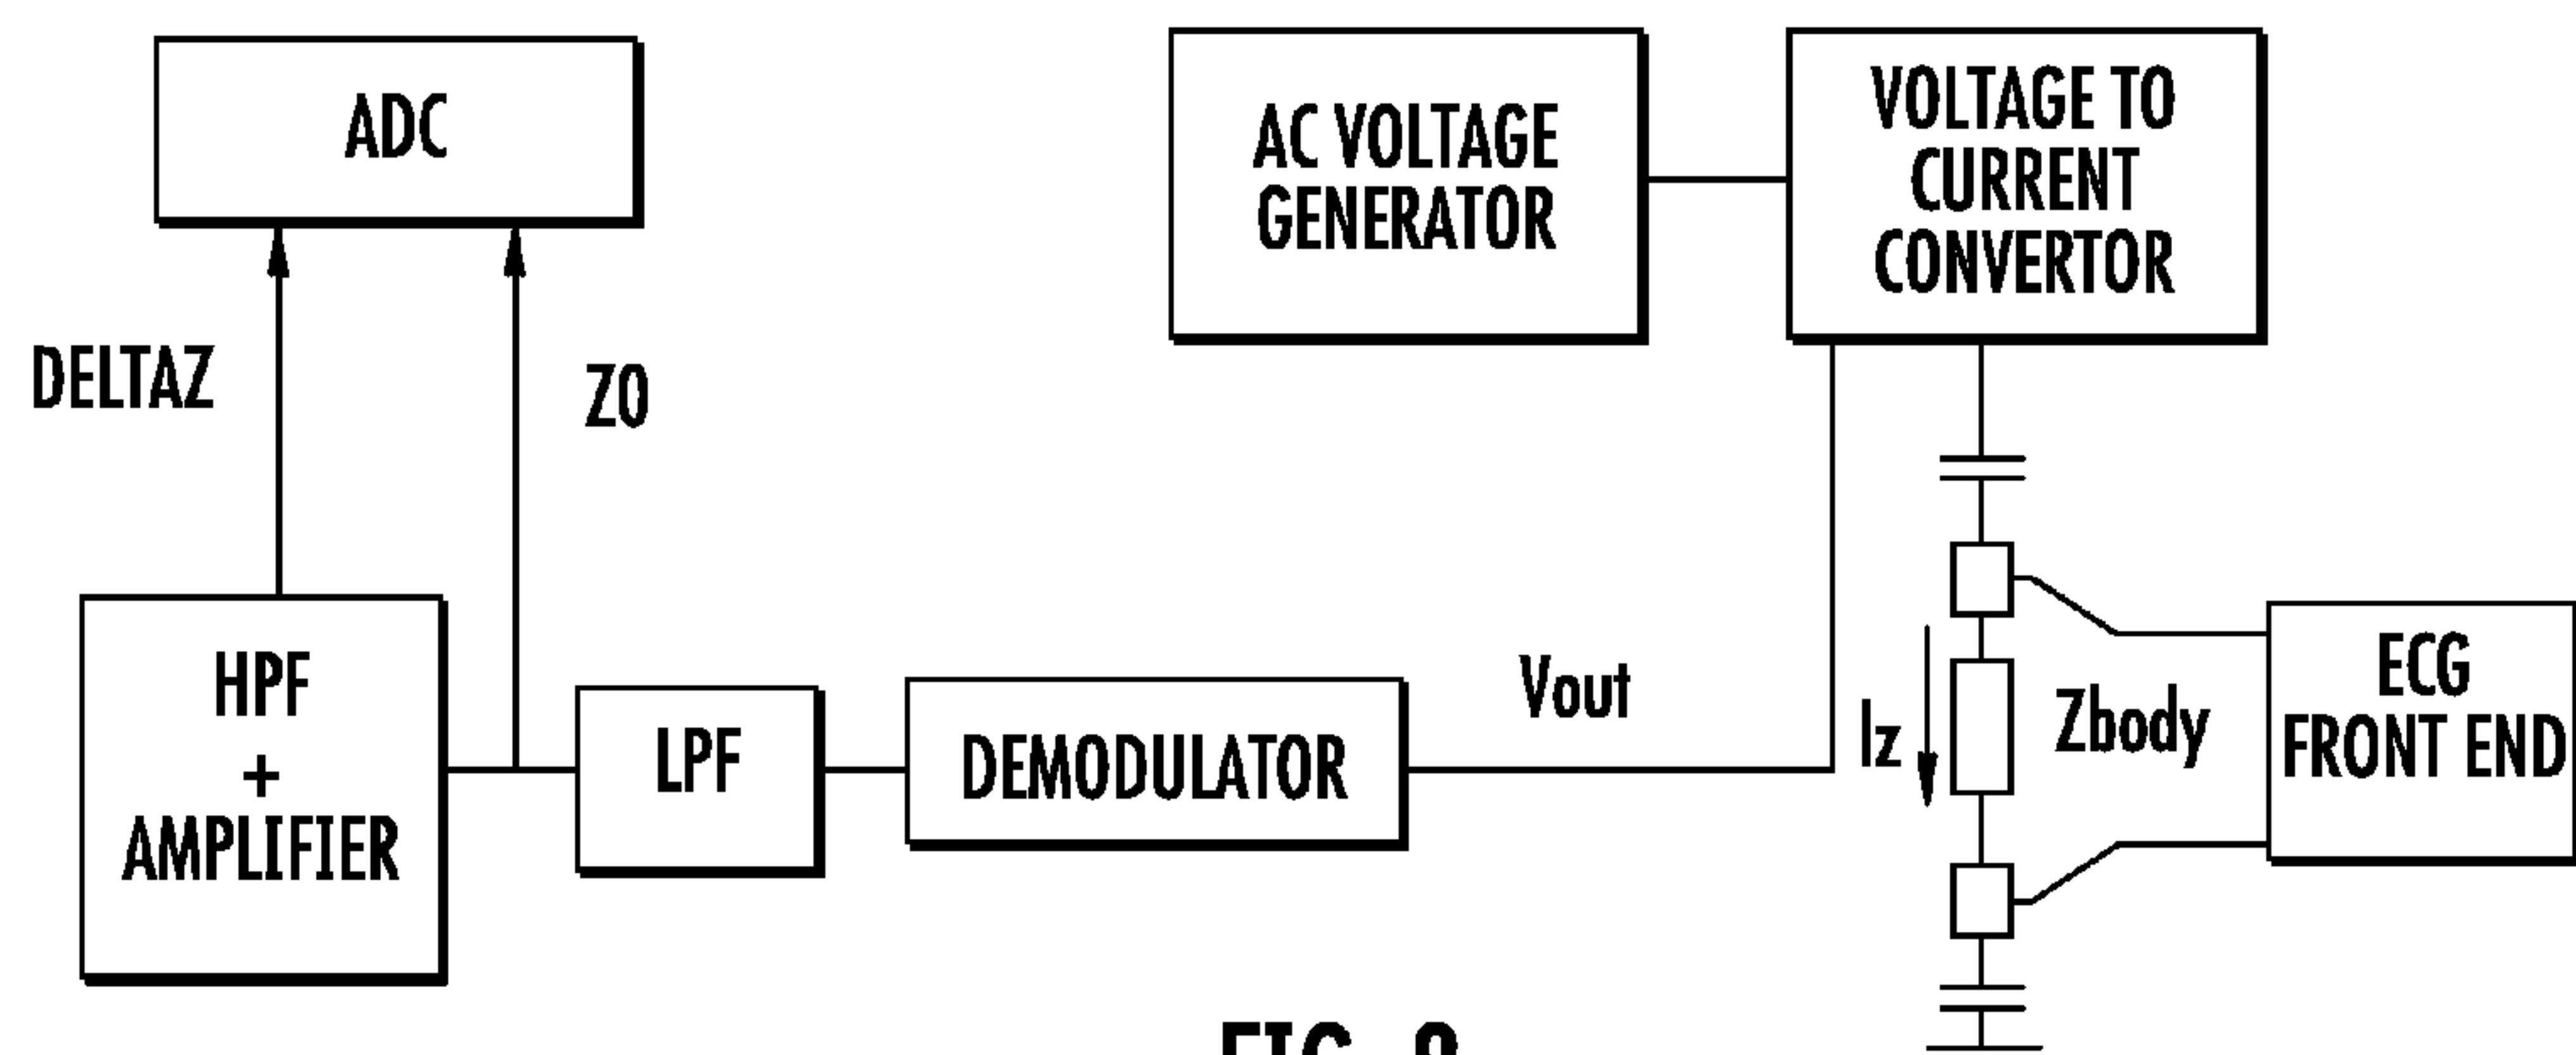 ADC
AC VOLTAGE
GENERATOR
VOLTAGE TO
CURRENT
CONVERTOR
DELTAZ
Z0
HPF
+
AMPLIFIER
LPF
DEMODULATOR
Vout
Iz
Zbody
ECG
FRONT END